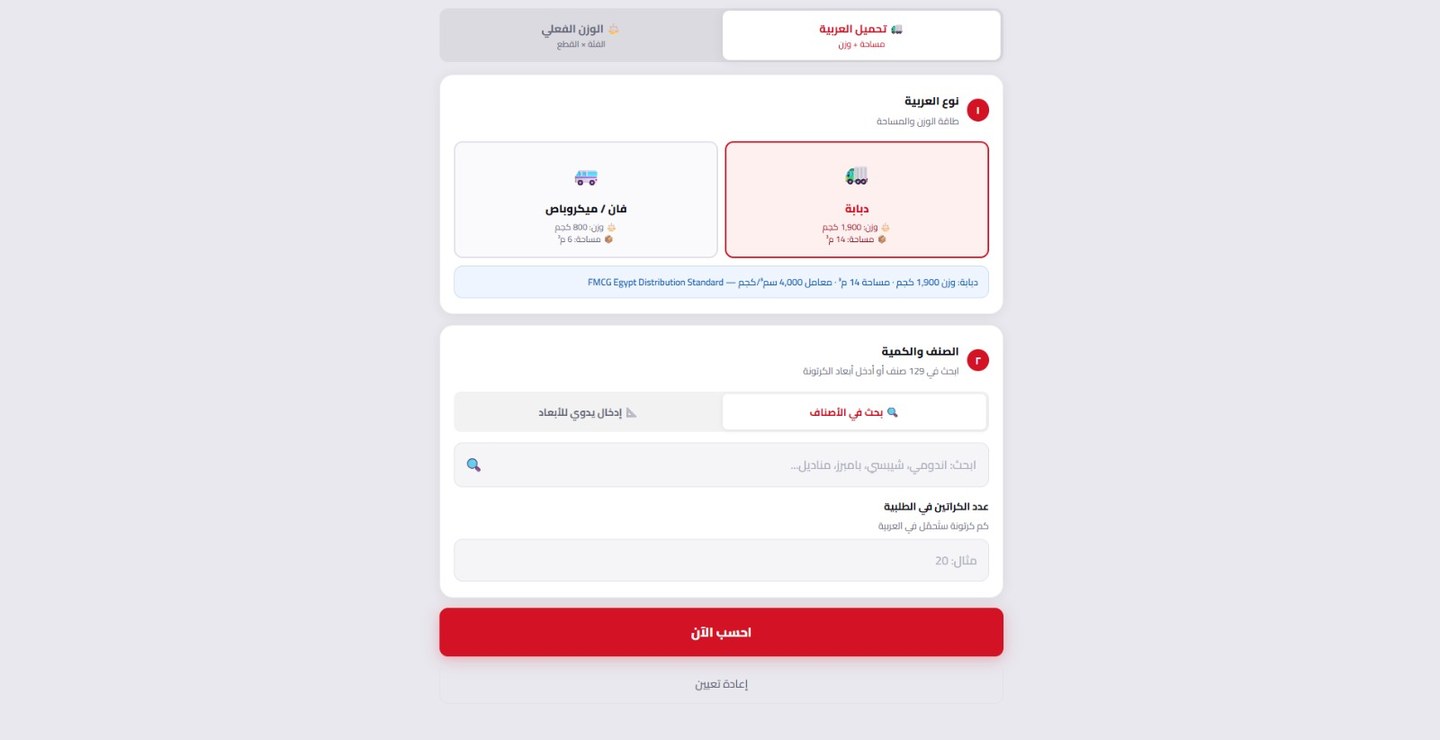 🚛 تحميل العربية
مساحة + وزن
⚖️ الوزن الفعلي
الفئة × القطع
١
نوع العربية
طاقة الوزن والمساحة
🚛
دبابة
⚖️ وزن: 1,900 كجم
📦 مساحة: 14 م³
🚐
فان / ميكروباص
⚖️ وزن: 800 كجم
📦 مساحة: 6 م³
دبابة: وزن 1,900 كجم · مساحة 14 م³ · معامل 4,000 سم³/كجم — FMCG Egypt Distribution Standard
٢
الصنف والكمية
ابحث في 129 صنف أو أدخل أبعاد الكرتونة
🔍 بحث في الأصناف
📐 إدخال يدوي للأبعاد
ابحث: اندومي، شيبسي، بامبرز، مناديل...
عدد الكراتين في الطلبية
كم كرتونة ستُحمّل في العربية
مثال: 20
احسب الآن
إعادة تعيين